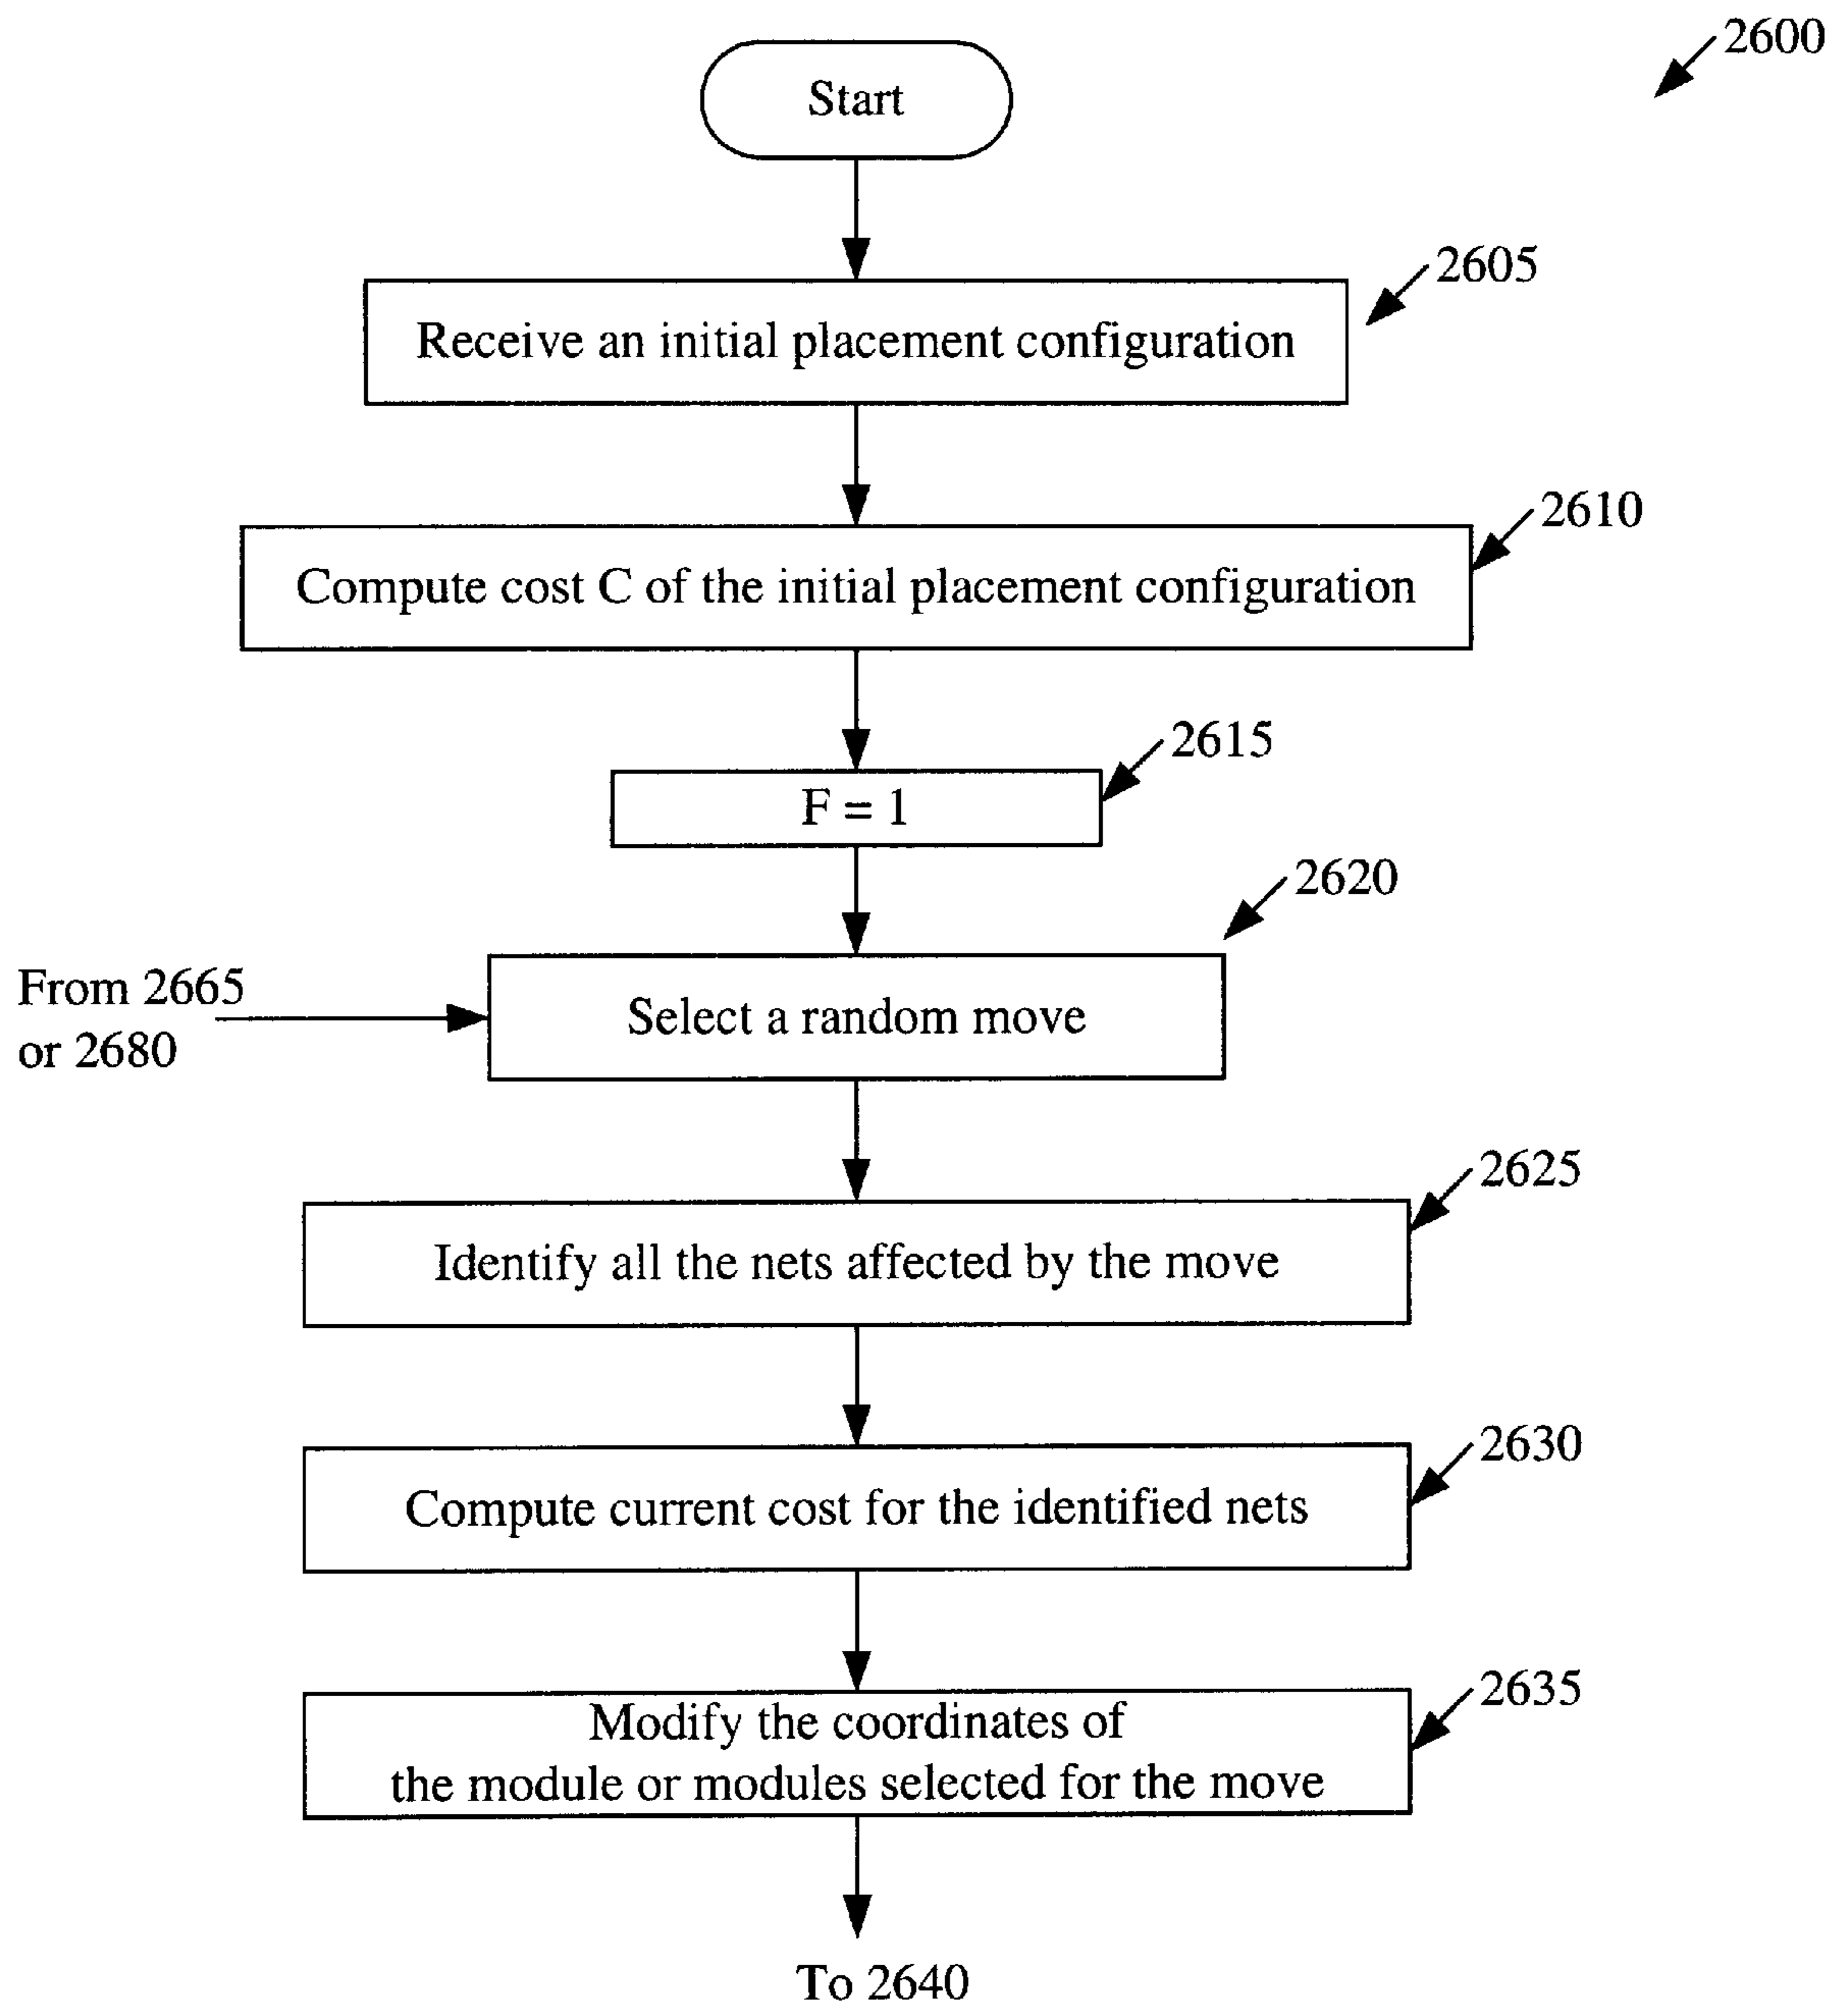 2600
Start
2605
Receive an initial placement configuration
2610
Compute cost C of the initial placement configuration
2615
F = 1
2620
From 2665
or 2680
Select a random move
2625
Identify all the nets affected by the move
2630
Compute current cost for the identified nets
2635
Modify the coordinates of
the module or modules selected for the move
To 2640